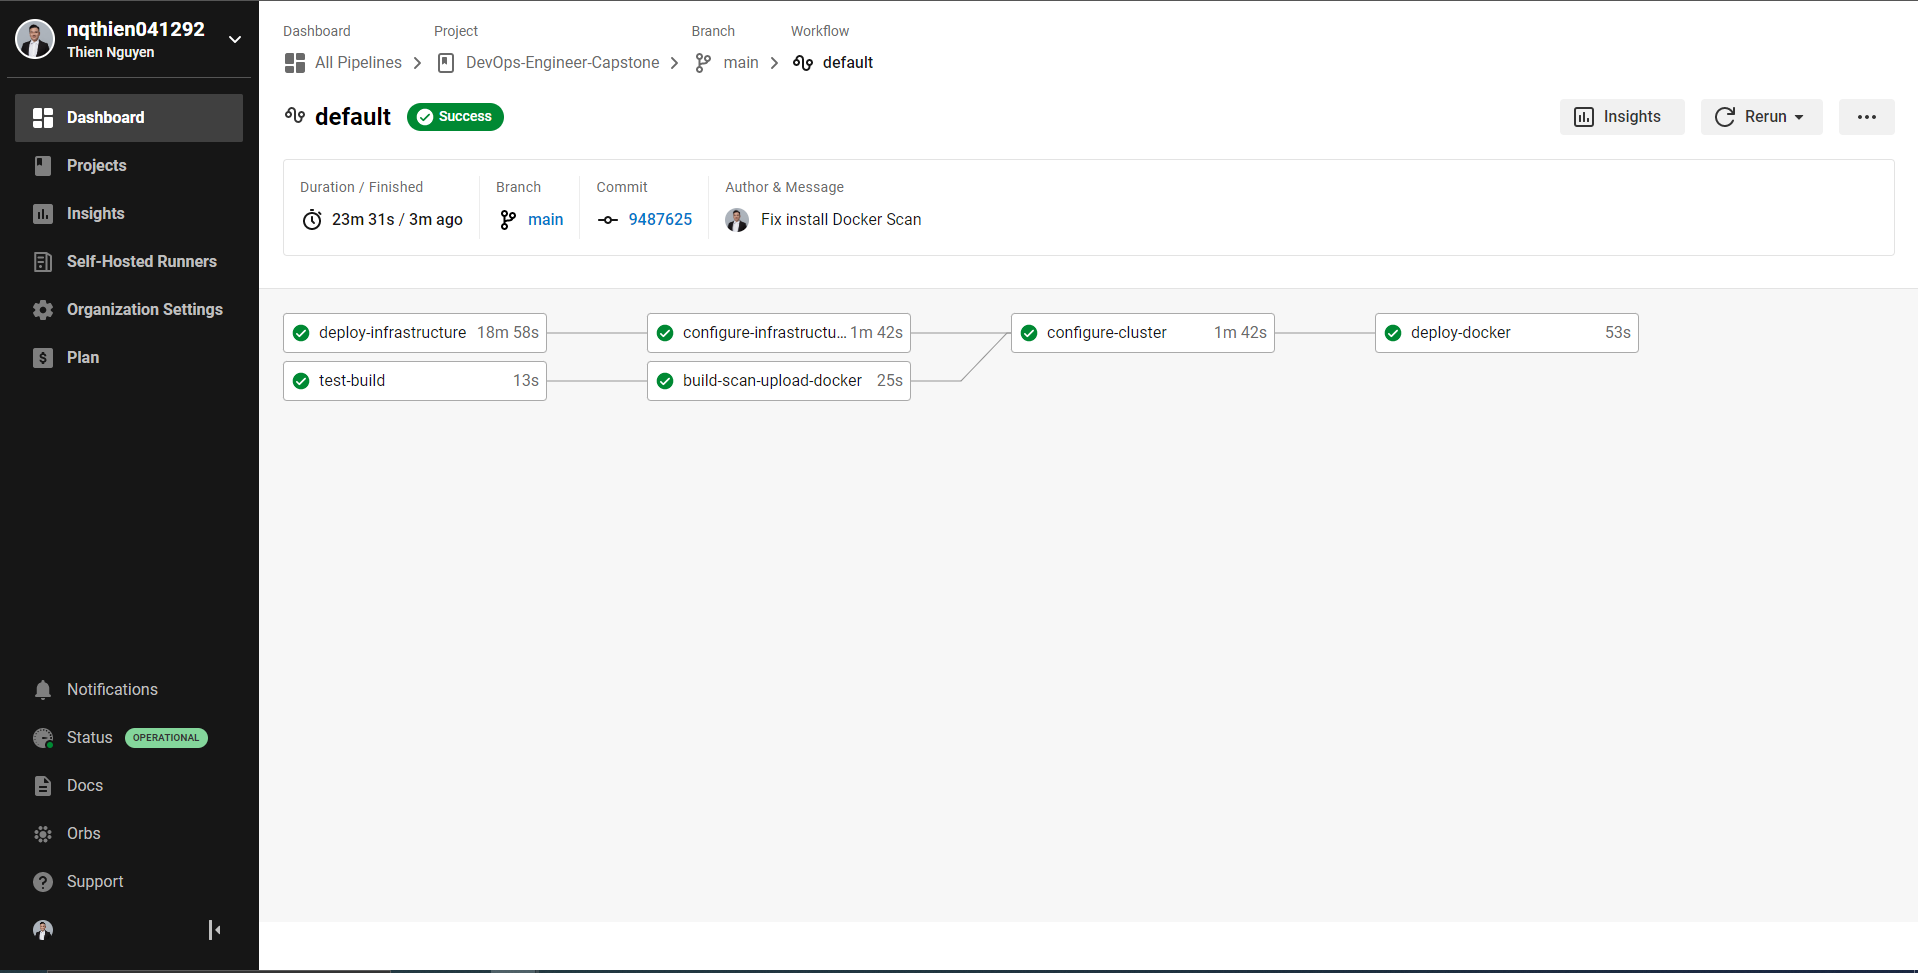 nqthien041292
Thien Nguyen
Dashboard
Projects
Insights
Self-Hosted Runners
Organization Settings
Plan
Notifications
Status OPERATIONAL
Docs
Orbs
Support
Dashboard Project Branch Workflow
All Pipelines DevOps-Engineer-Capstone main default
default Success
Insights Rerun
Duration / Finished Branch Commit Author & Message
23m 31s / 3m ago main 9487625 Fix install Docker Scan
deploy-infrastructure 18m 58s configure-infrastructu... 1m 42s configure-cluster 1m 42s deploy-docker 53s
test-build 13s build-scan-upload-docker 25s